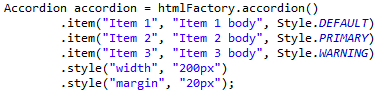 Accordion accordion = htmlFactory.accordion()
        .item("Item 1", "Item 1 body", Style.DEFAULT)
        .item("Item 2", "Item 2 body", Style.PRIMARY)
        .item("Item 3", "Item 3 body", Style.WARNING)
        .style("width", "200px")
        .style("margin", "20px");